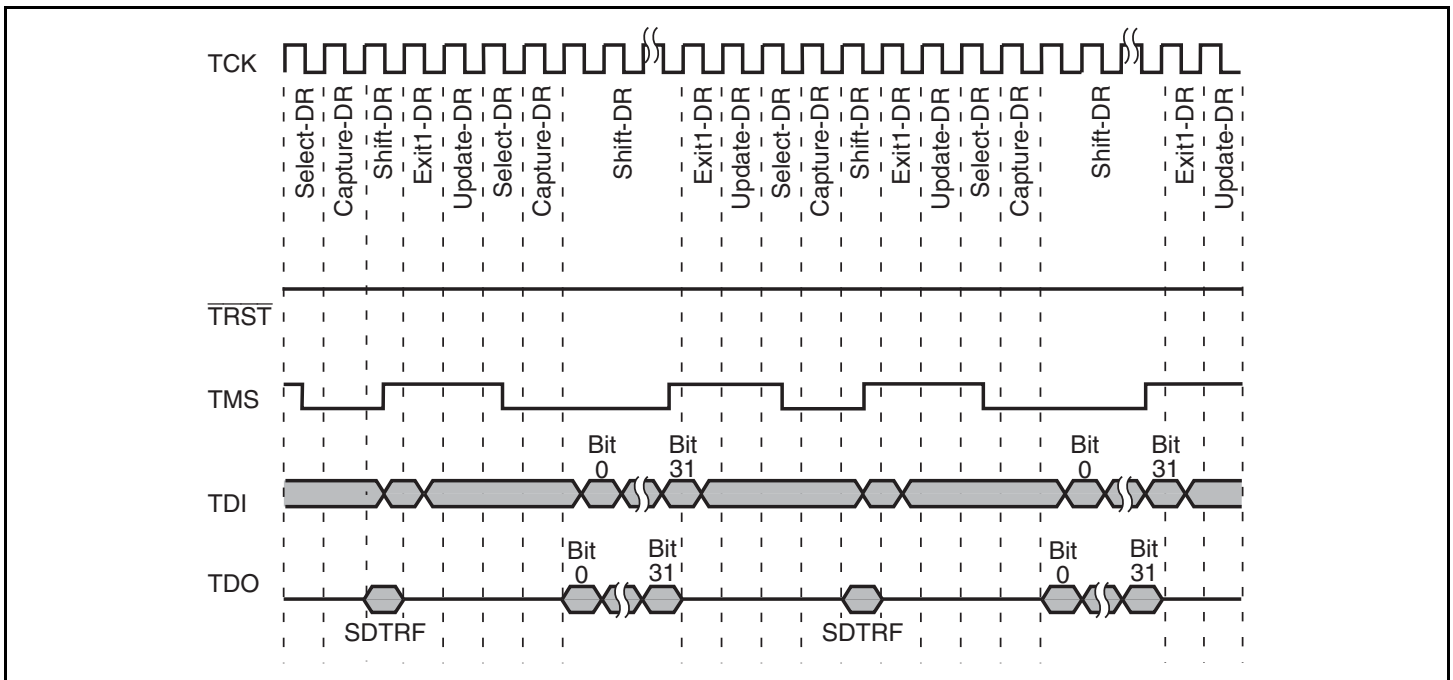 TCK
Select-DR
Capture-DR
Shift-DR
Exit1-DR
Update-DR
Select-DR
Capture-DR
Shift-DR
Exit1-DR
Update-DR
Select-DR
Capture-DR
Shift-DR
Exit1-DR
Update-DR
Select-DR
Capture-DR
Shift-DR
Exit1-DR
Update-DR
TRST
TMS
Bit
0
Bit
31
Bit
0
Bit
31
TDI
Bit
0
Bit
31
Bit
0
Bit
31
TDO
SDTRF
SDTRF